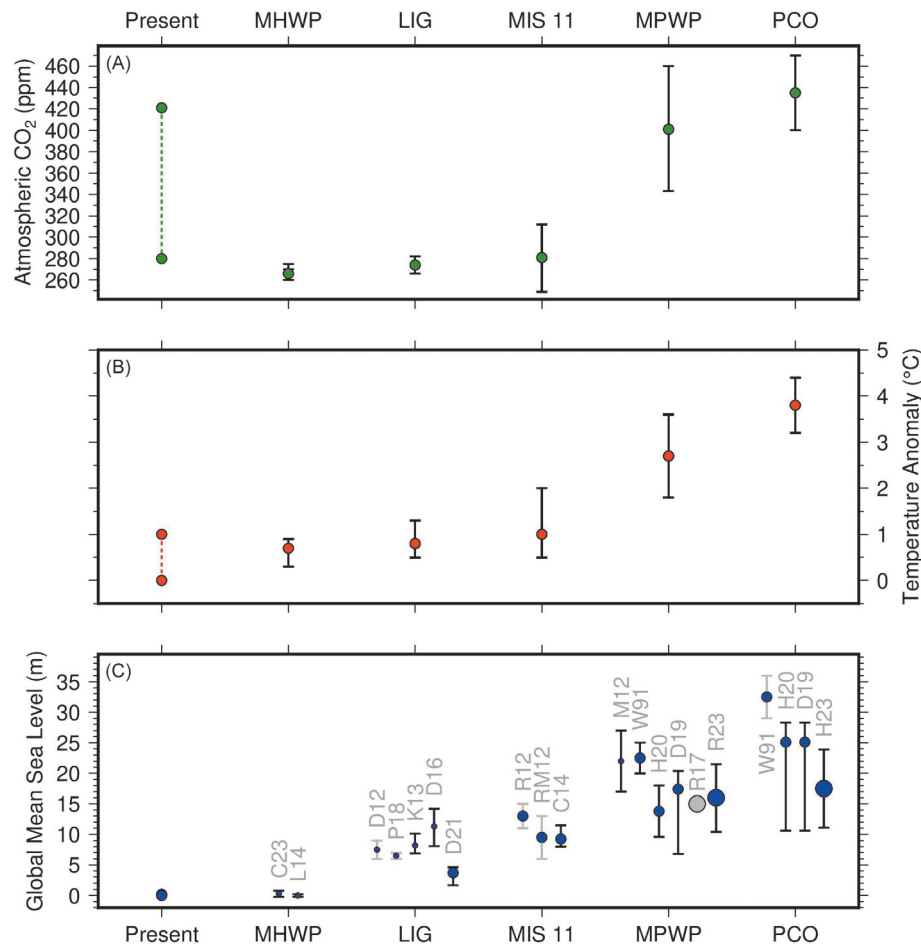 Present MHWP LIG MIS 11 MPWP PCO
(A)
Atmospheric CO₂ (ppm)
460
440
420
400
380
360
340
320
300
280
260
(B)
Temperature Anomaly (°C)
5
4
3
2
1
0
(C)
Global Mean Sea Level (m)
35
30
25
20
15
10
5
0
C23
L14
D12
P18
K13
D16
D21
R12
RM12
C14
M12
W91
H20
D19
R17
R23
W91
H20
D19
H23
Present MHWP LIG MIS 11 MPWP PCO